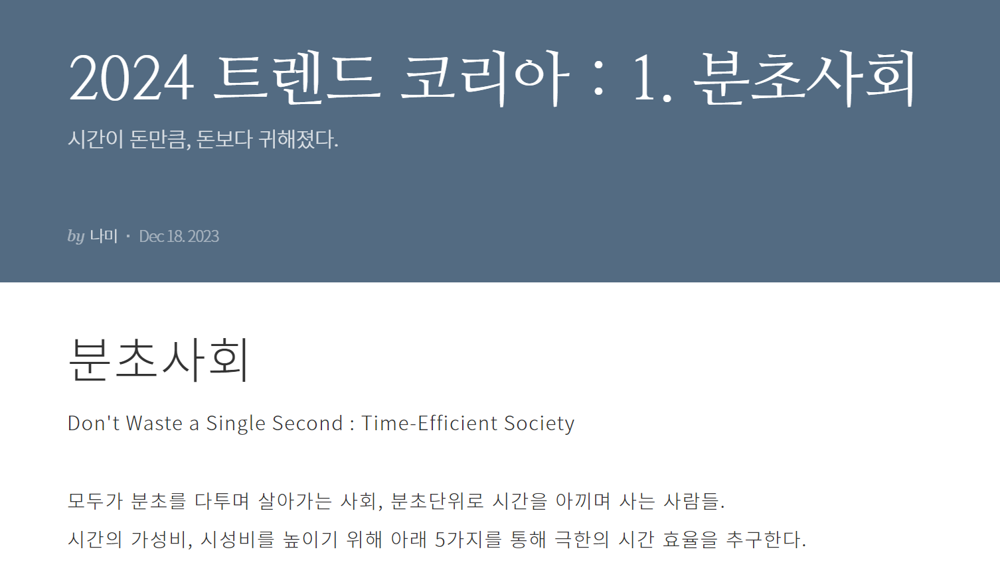 2024 트렌드 코리아 : 1. 분초사회
시간이 돈만큼, 돈보다 귀해졌다.
by 나미 · Dec 18. 2023
분초사회
Don't Waste a Single Second : Time-Efficient Society
모두가 분초를 다투며 살아가는 사회, 분초단위로 시간을 아끼며 사는 사람들.
시간의 가성비, 시성비를 높이기 위해 아래 5가지를 통해 극한의 시간 효율을 추구한다.